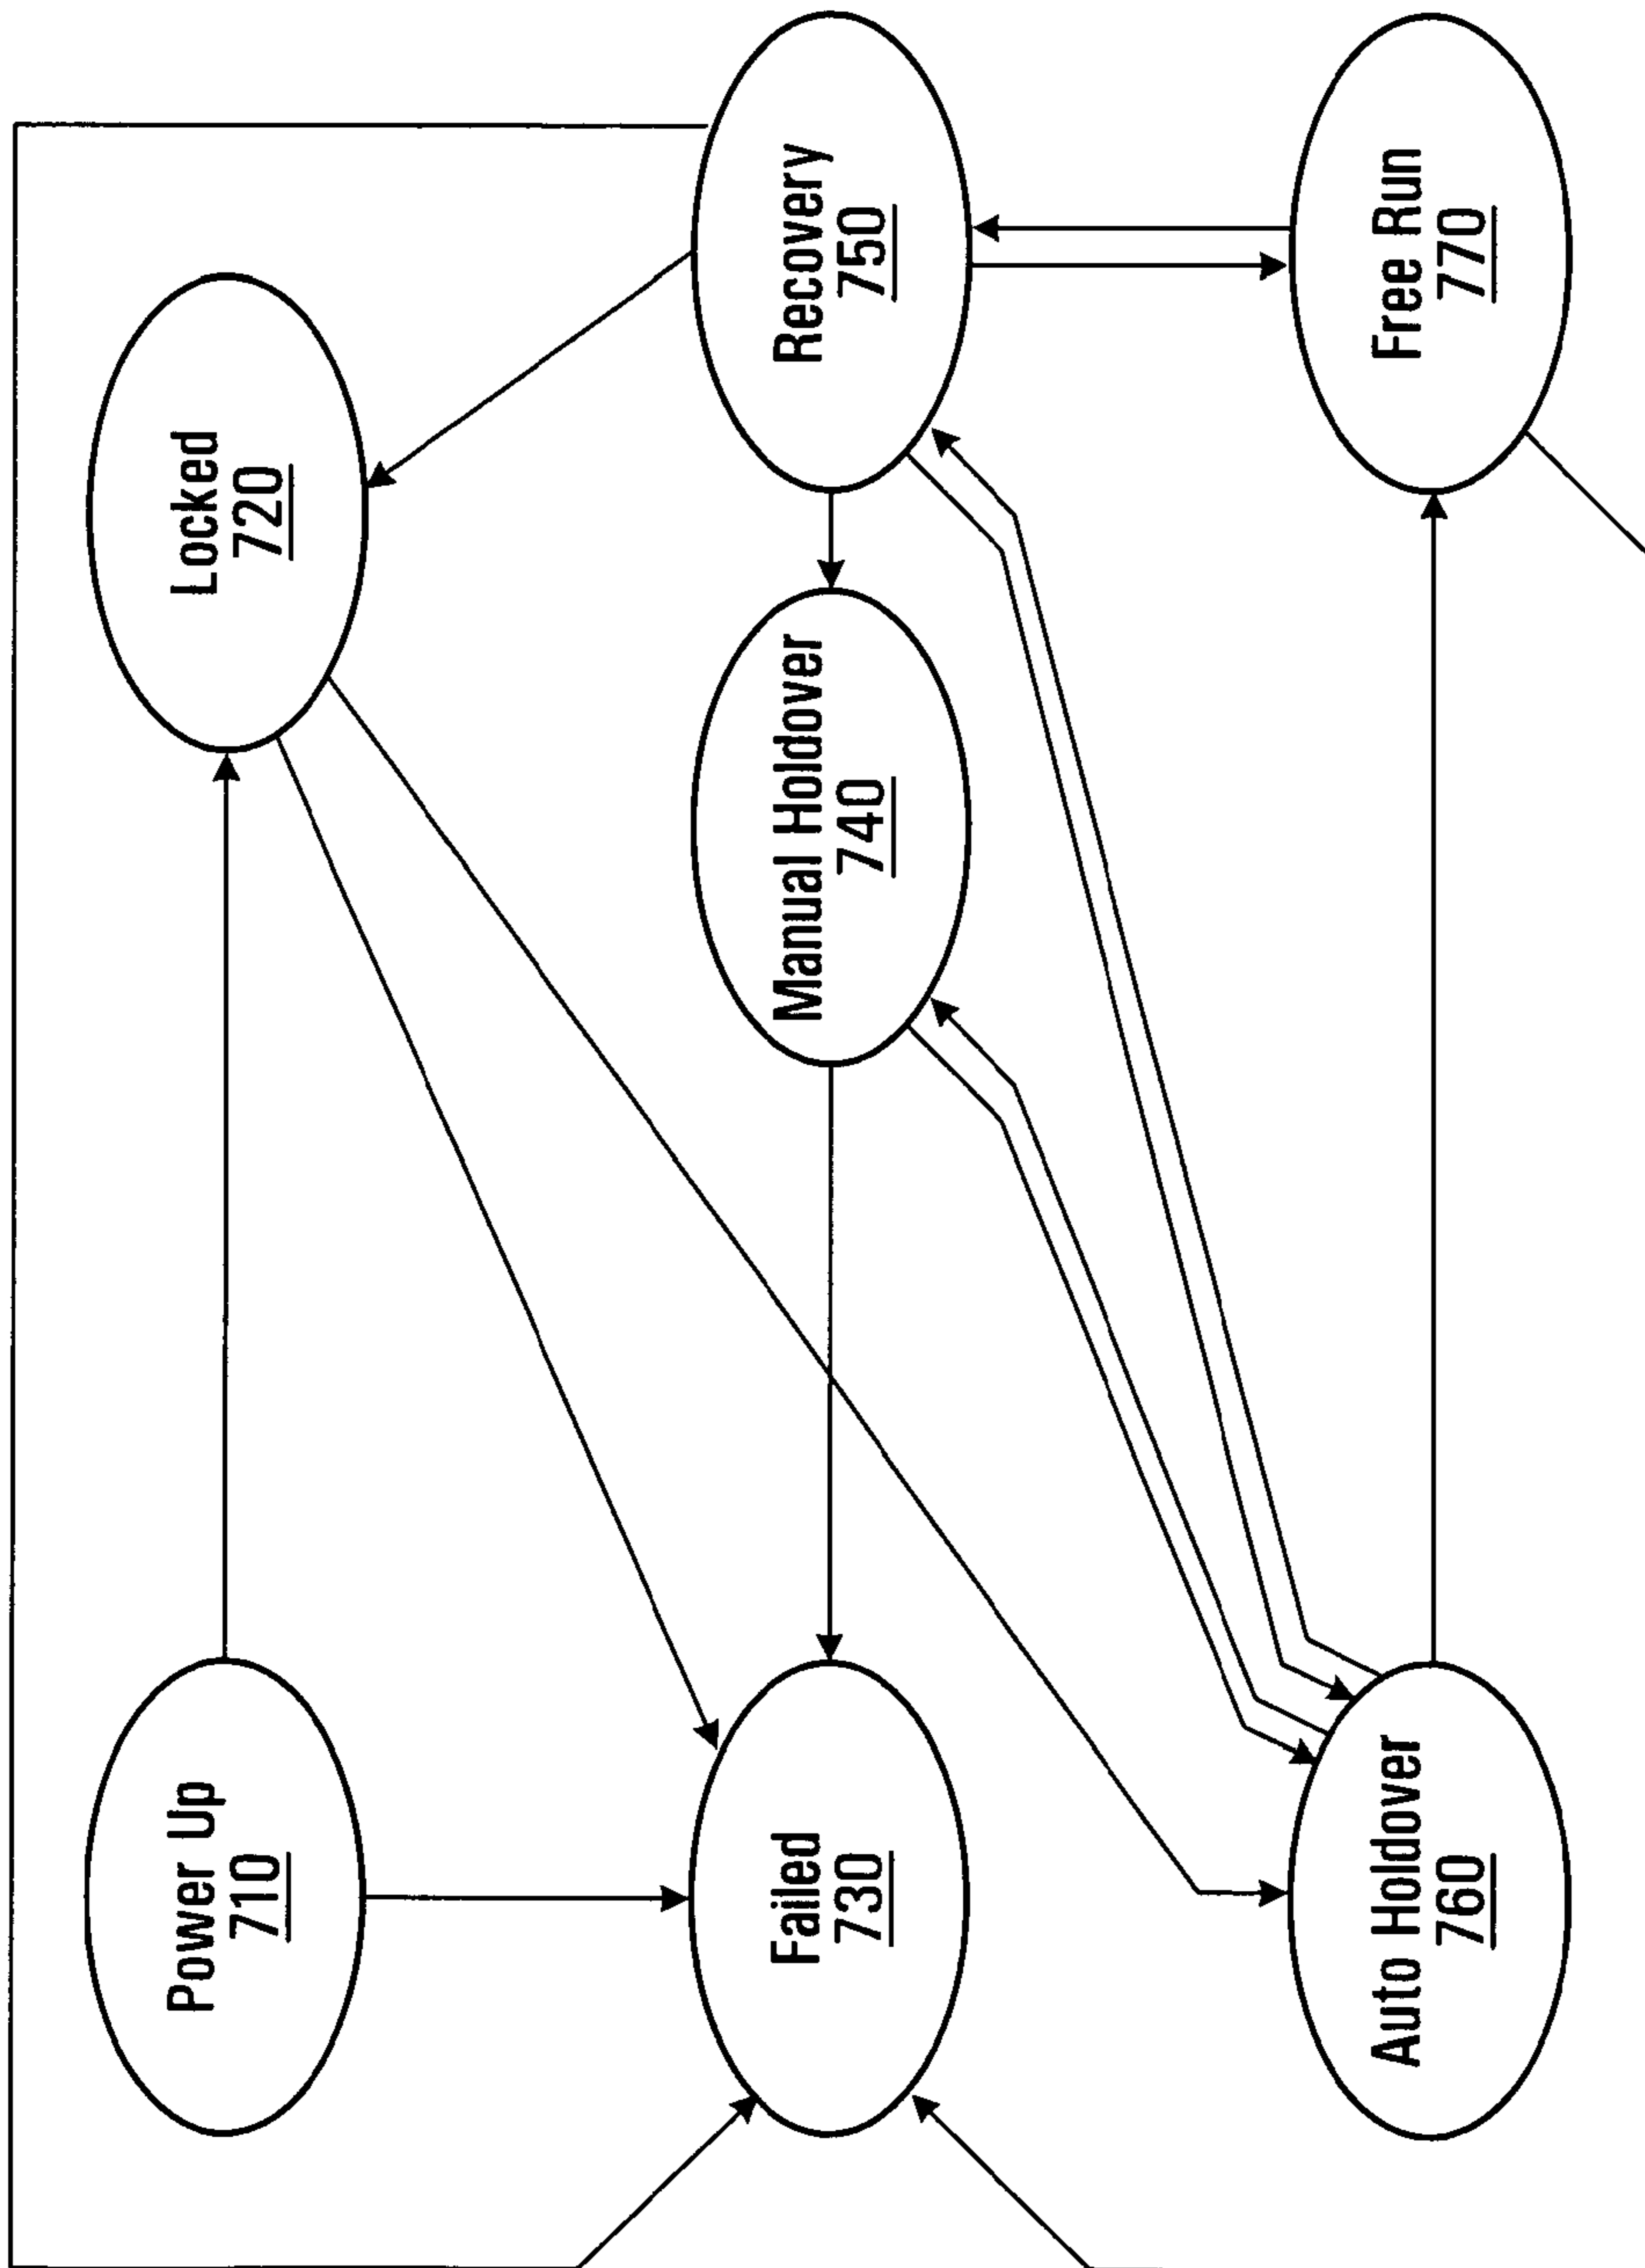 Power Up
710
Locked
720
Failed
730
Manual Holdover
740
Recovery
750
Auto Holdover
760
Free Run
770